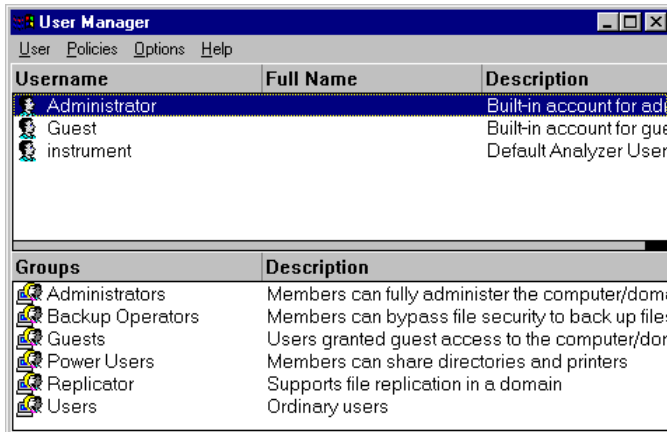 User Manager
User Policies Options Help
Username Full Name Description
Administrator Built-in account for adi
Guest Built-in account for gue
instrument Default Analyzer User
Groups Description
Administrators Members can fully administer the computer/doma
Backup Operators Members can bypass file security to back up files
Guests Users granted guest access to the computer/dor
Power Users Members can share directories and printers
Replicator Supports file replication in a domain
Users Ordinary users